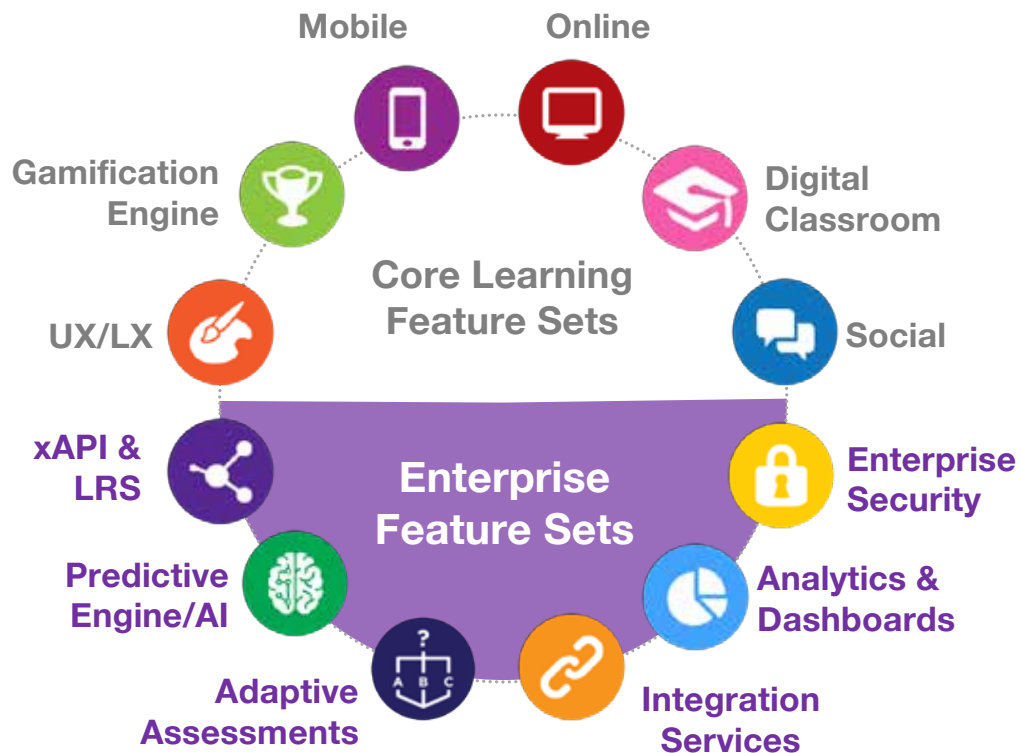 Mobile
Online
Gamification
Engine
Digital
Classroom
Core Learning
Feature Sets
UX/LX
Social
xAPI &
LRS
Enterprise
Feature Sets
Enterprise
Security
Predictive
Engine/AI
Analytics &
Dashboards
?
A B C
Adaptive
Assessments
Integration
Services